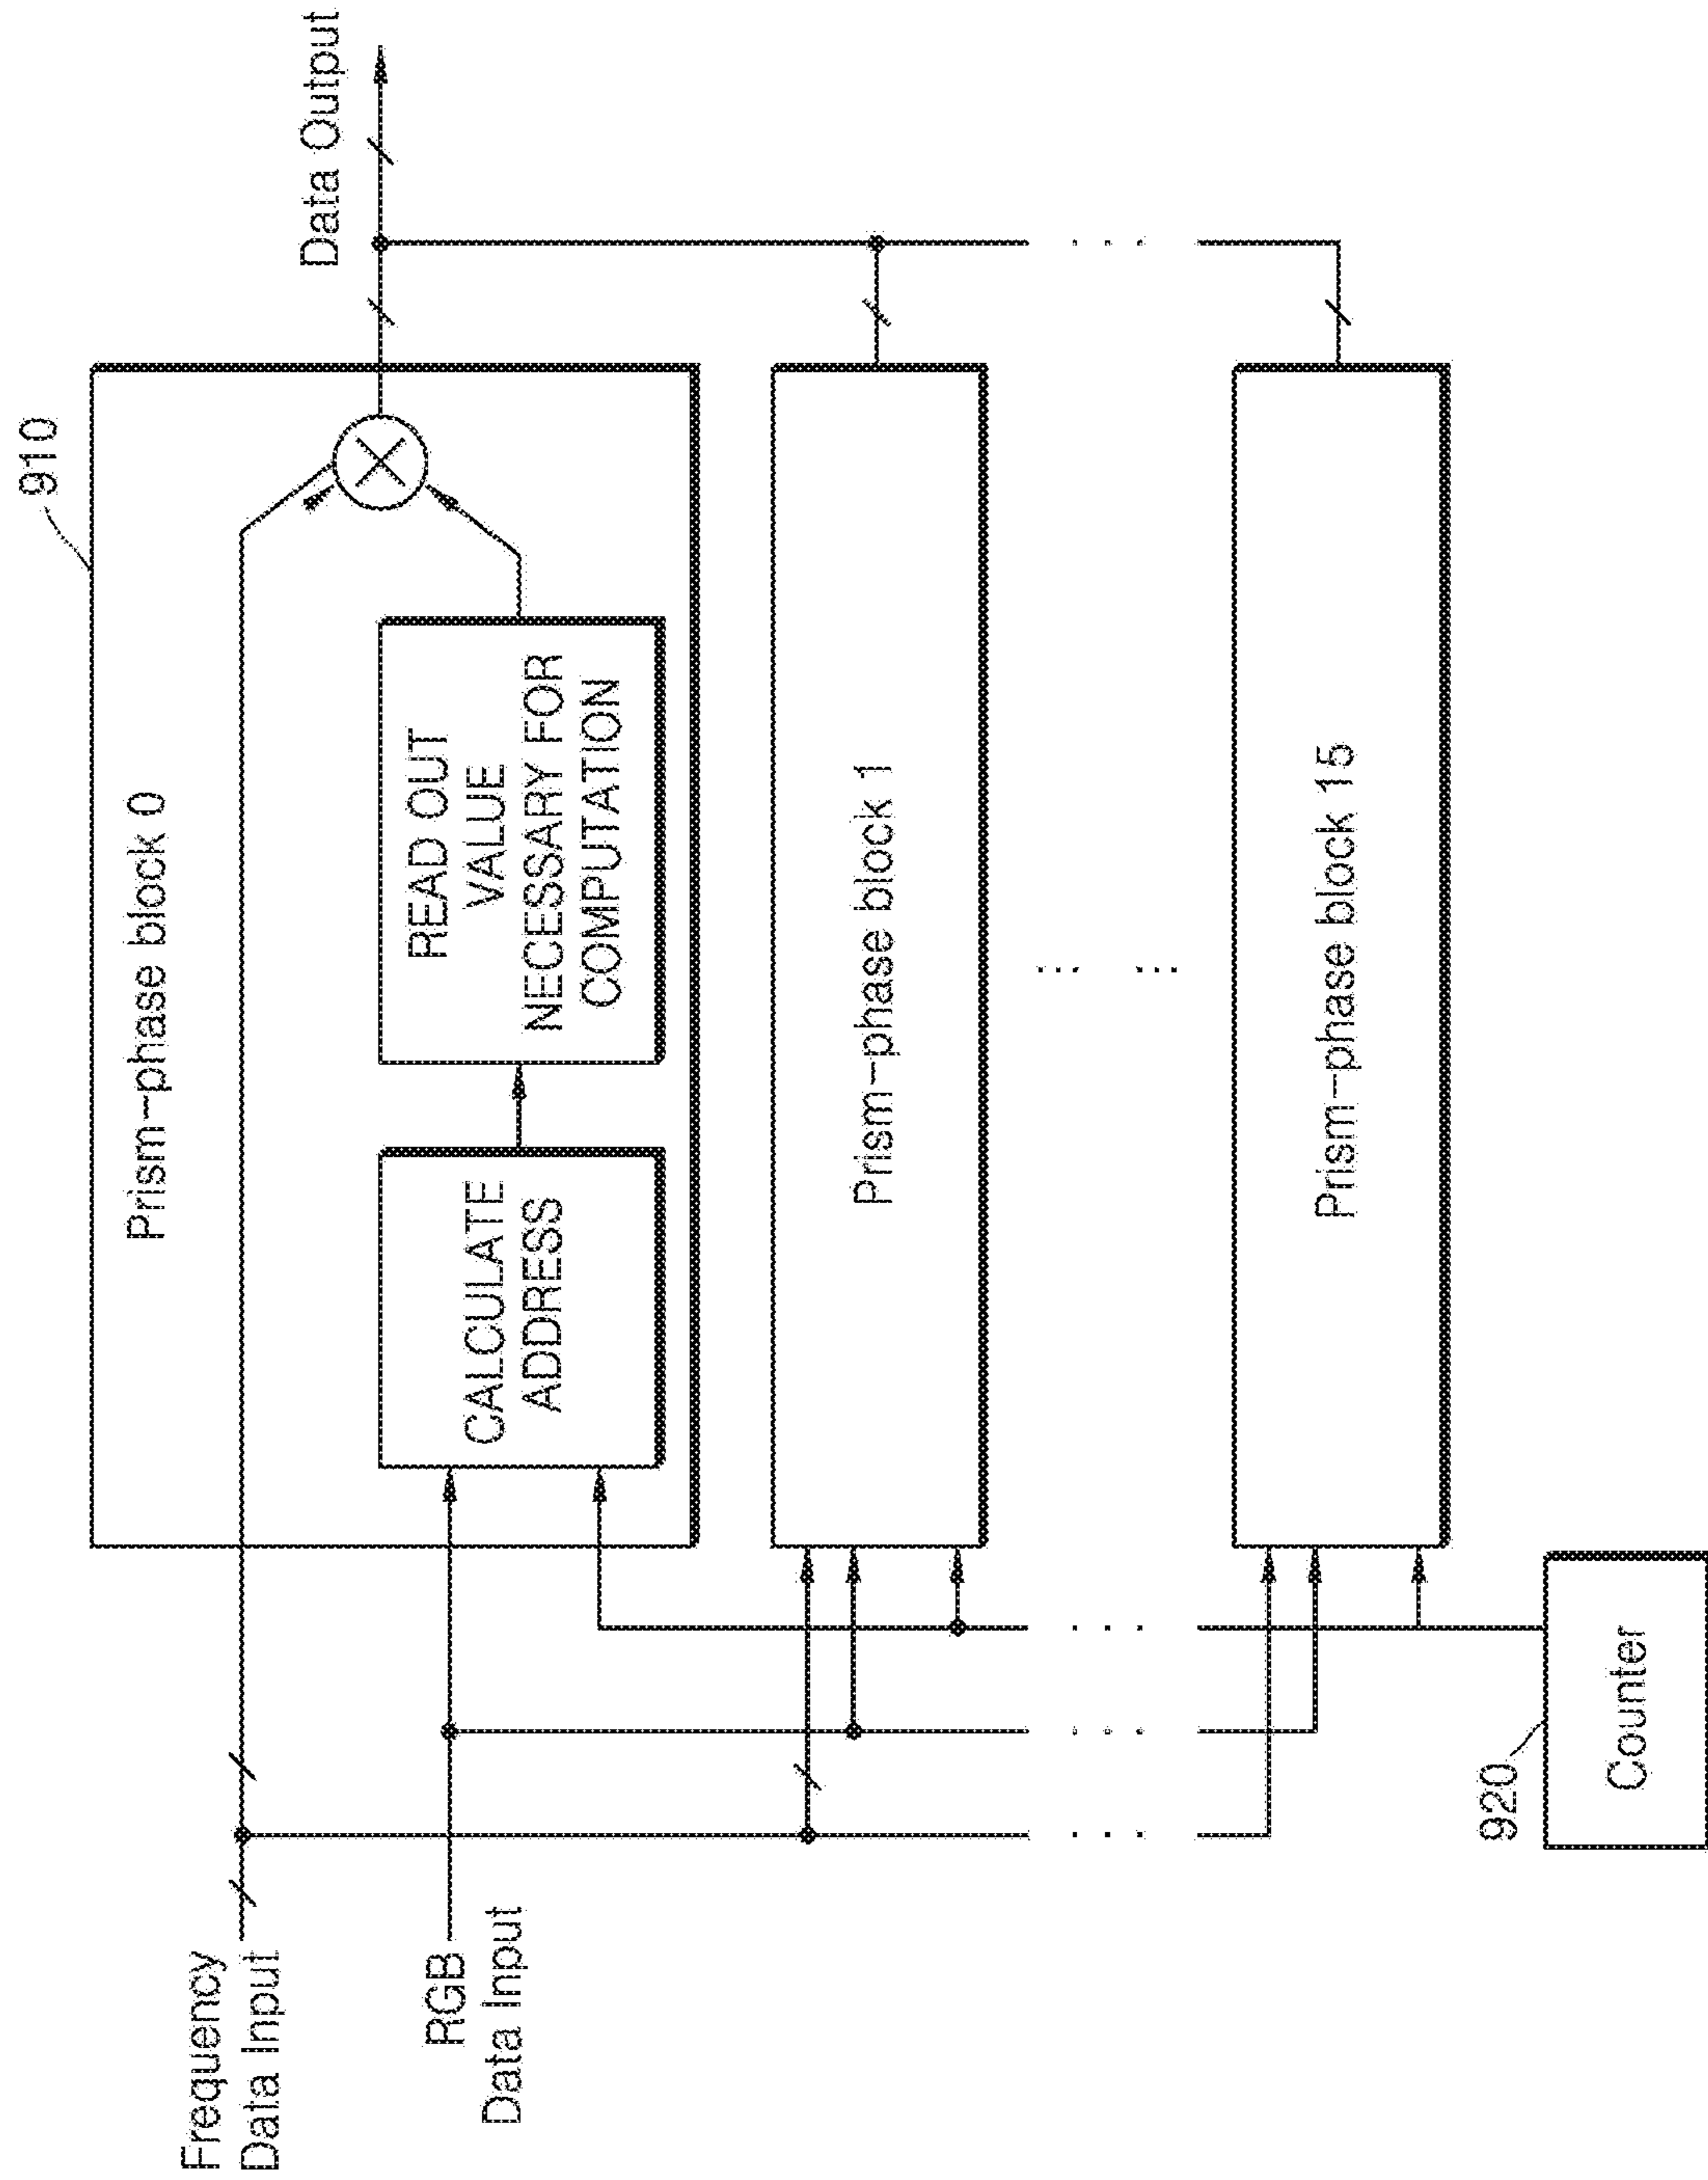 910
Prism-phase block 0
Frequency
Data Input
Data Output
RGB
Data Input
CALCULATE
ADDRESS
READ OUT
VALUE
NECESSARY FOR
COMPUTATION
Prism-phase block 1
Prism-phase block 15
920
Counter